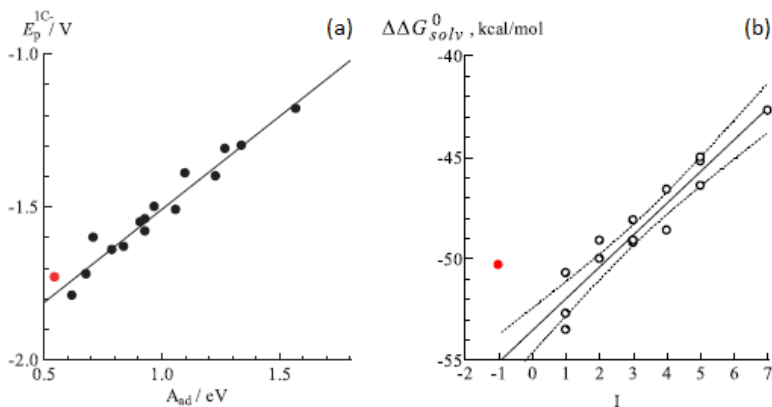 E_p^1C- / V (a)
-1.0
-1.5
-2.0
0.5 1.0 1.5
A_ad / eV
ΔΔG^0_solv , kcal/mol (b)
-40
-45
-50
-55
-2 -1 0 1 2 3 4 5 6 7
I